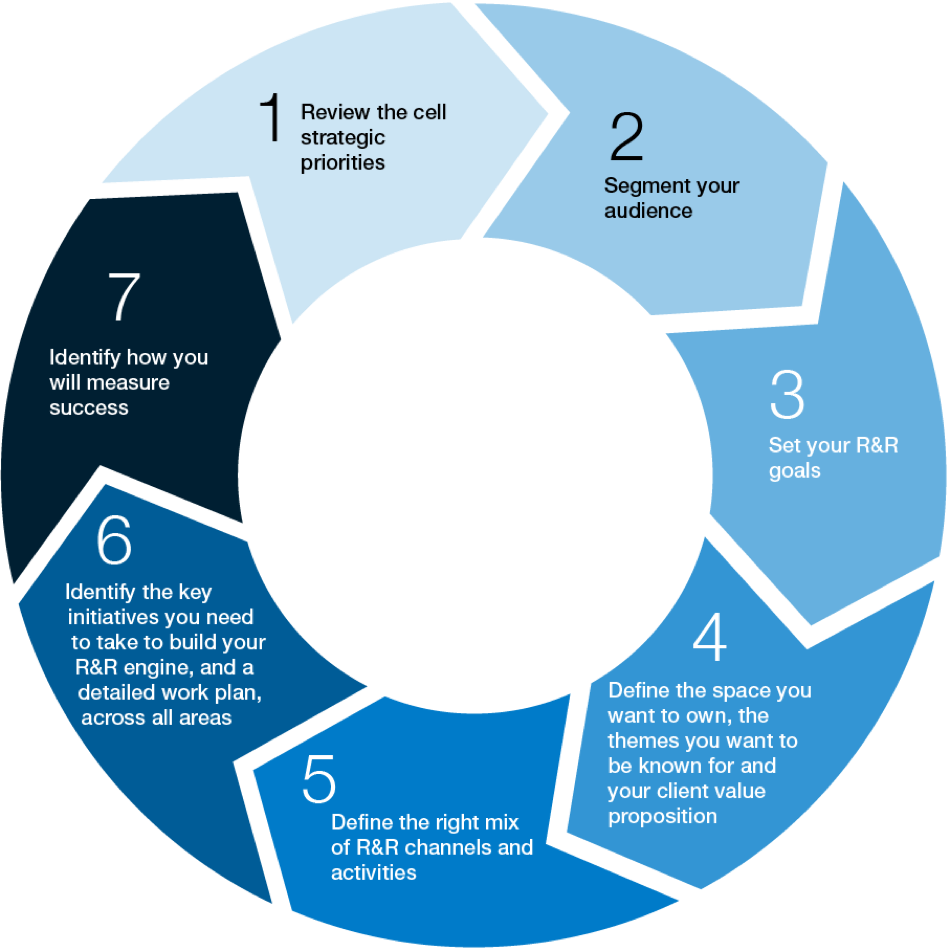 1
Review the cell
strategic
priorities
2
Segment your
audience
3
Set your R&R
goals
4
Define the space you
want to own, the
themes you want to
be known for and
your client value
proposition
5
Define the right mix
of R&R channels and
activities
6
Identify the key
initiatives you need
to take to build your
R&R engine, and a
detailed work plan,
across all areas
7
Identify how you
will measure
success